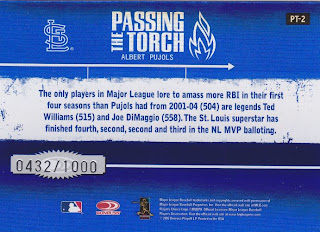 PASSING
THE TORCH
ALBERT PUJOLS
PT-2
The only players in Major League lore to amass more RBI in their first
four seasons than Pujols had from 2001-04 (504) are legends Ted
Williams (515) and Joe DiMaggio (558). The St. Louis superstar has
finished fourth, second, second and third in the NL MVP balloting.
0432/1000